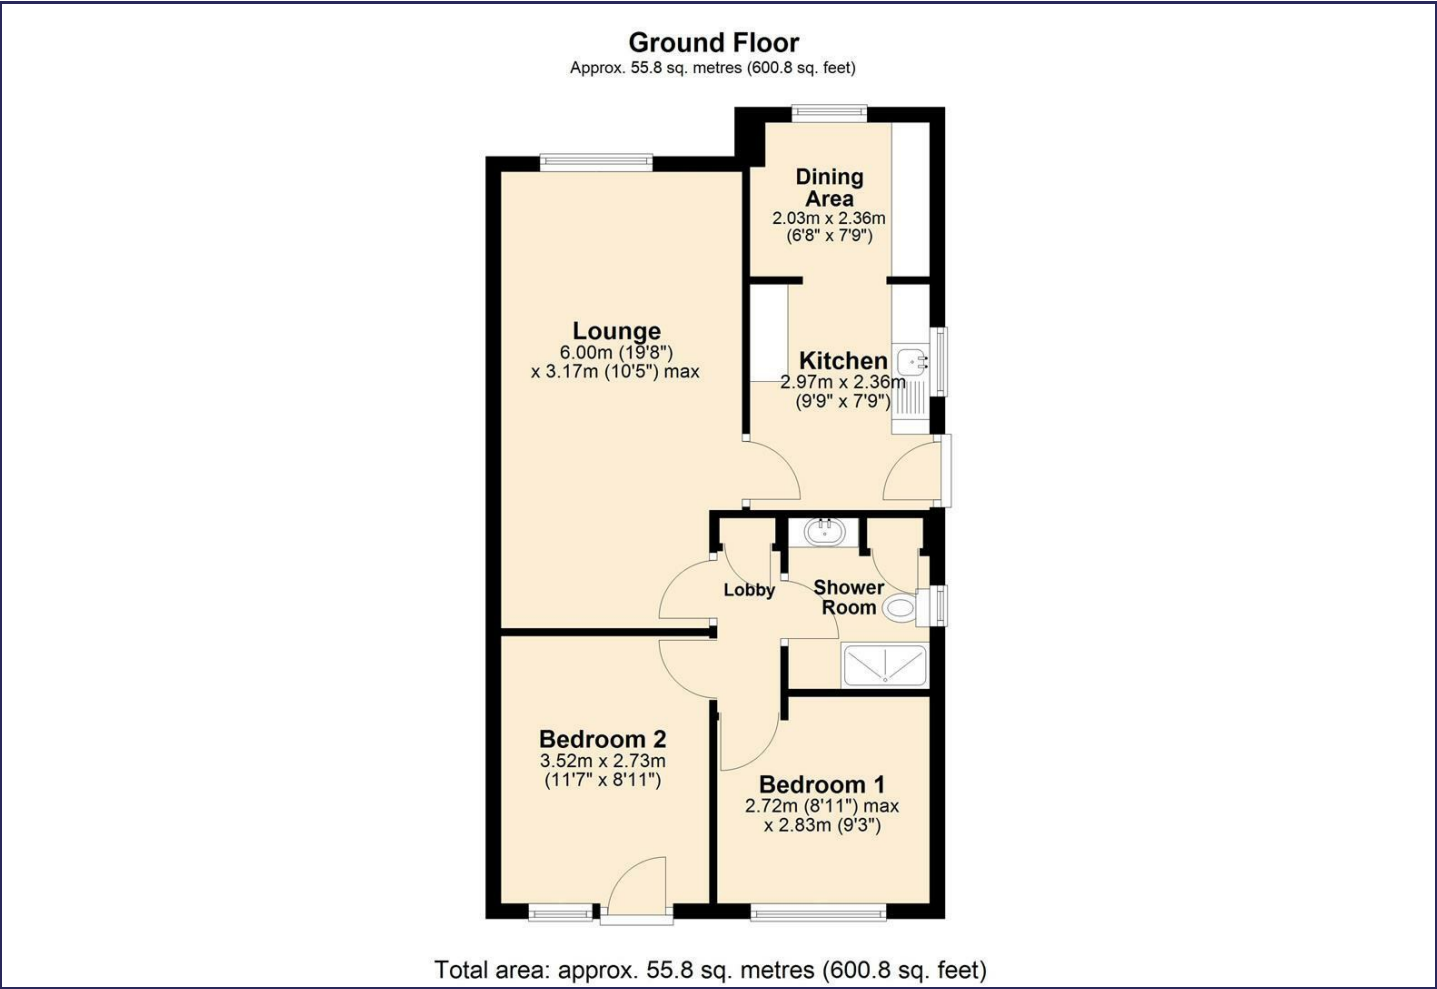 Ground Floor
Approx. 55.8 sq. metres (600.8 sq. feet)
Dining
Area
2.03m x 2.36m
(6'8" x 7'9")
Lounge
6.00m (19'8")
x 3.17m (10'5") max
Kitchen
2.97m x 2.36m
(9'9" x 7'9")
Lobby
Shower
Room
Bedroom 2
3.52m x 2.73m
(11'7" x 8'11")
Bedroom 1
2.72m (8'11") max
x 2.83m (9'3")
Total area: approx. 55.8 sq. metres (600.8 sq. feet)